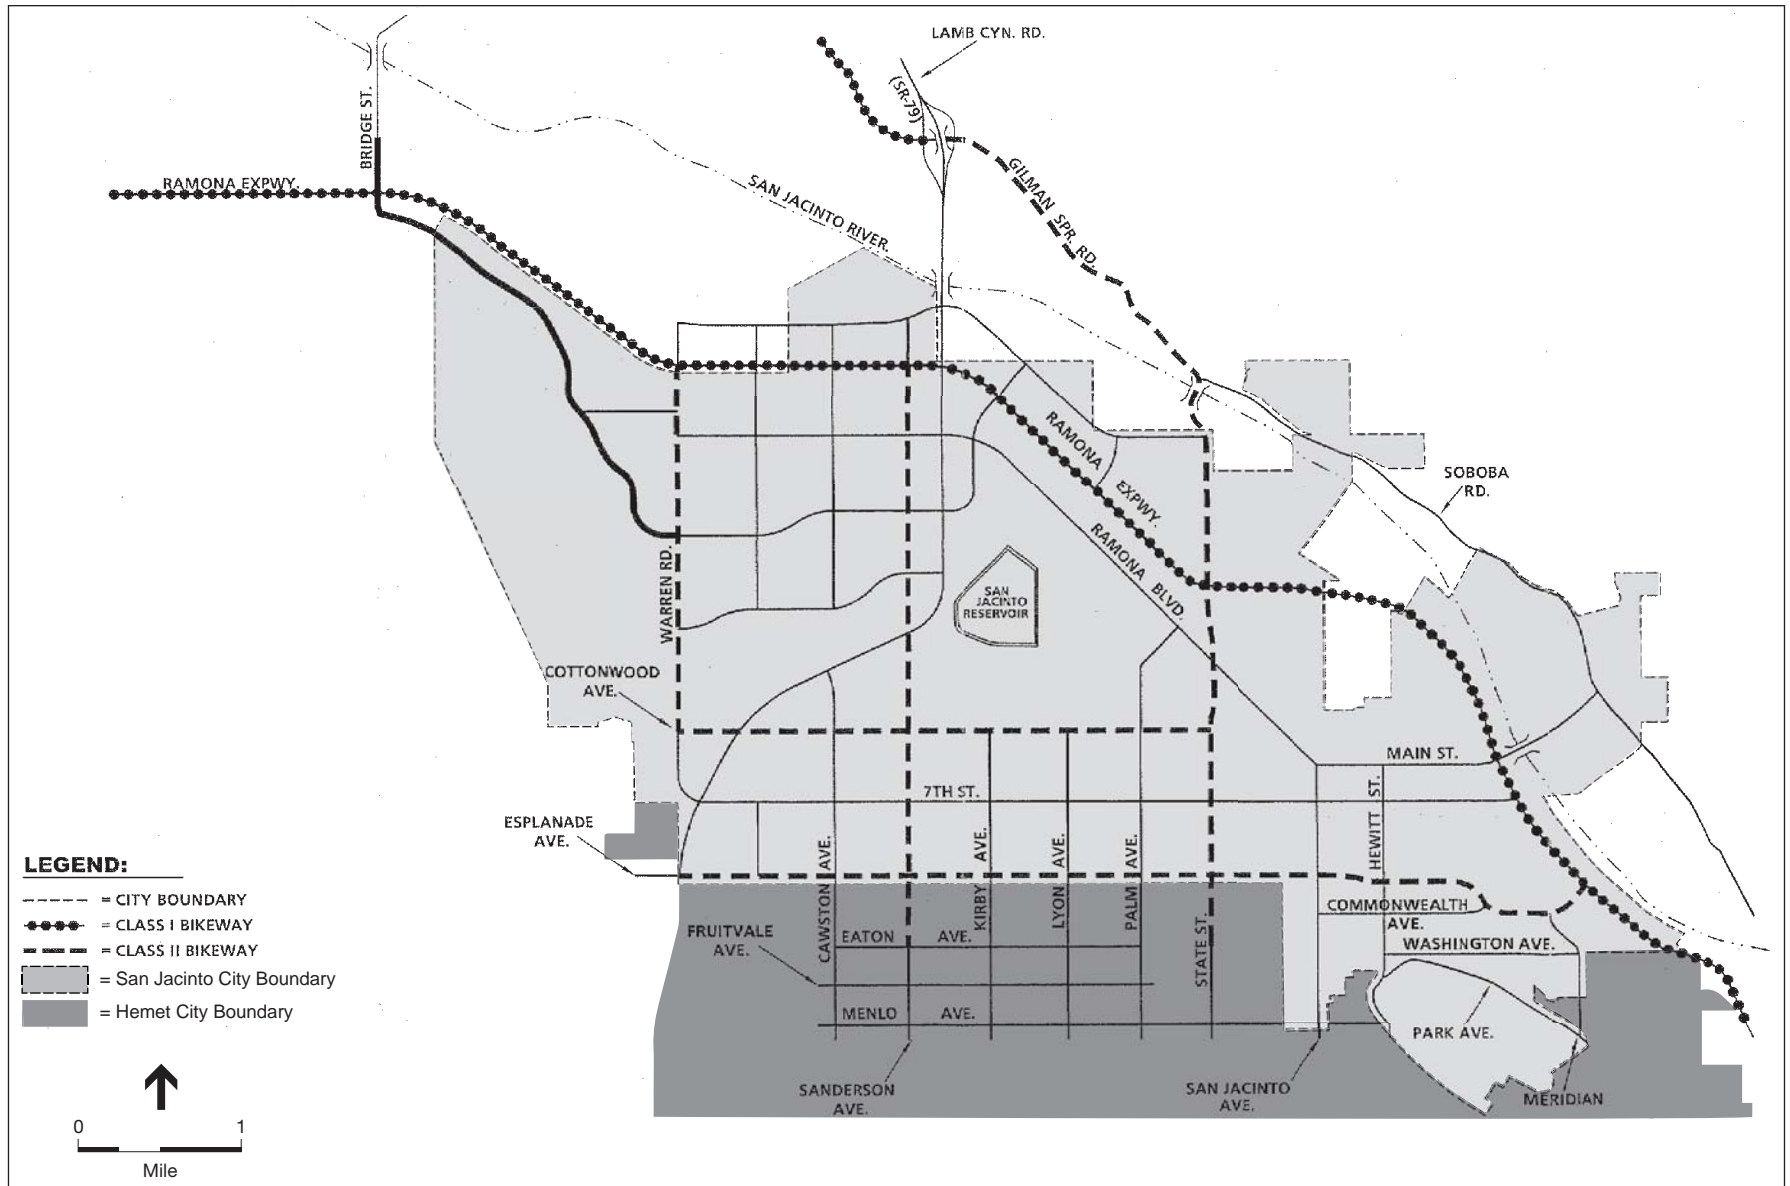 LAMB CYN. RD.
(SR-79)
BRIDGE ST.
RAMONA EXPWY.
SAN JACINTO RIVER.
GILMAN SPR. RD.
RAMONA EXPWY.
SOBOBA
RD.
RAMONA BLVD.
SAN
JACINTO
RESERVOIR
WARREN RD.
COTTONWOOD
AVE.
MAIN ST.
7TH ST.
HEWITT ST.
ESPLANADE
AVE.
CAWSTON AVE.
KIRBY AVE.
LYON AVE.
PALM AVE.
STATE ST.
COMMONWEALTH
AVE.
WASHINGTON AVE.
FRUITVALE
AVE.
EATON AVE.
MENLO AVE.
PARK AVE.
SANDERSON
AVE.
SAN JACINTO
AVE.
MERIDIAN
LEGEND:
= CITY BOUNDARY
= CLASS I BIKEWAY
= CLASS II BIKEWAY
= San Jacinto City Boundary
= Hemet City Boundary
0 1
Mile